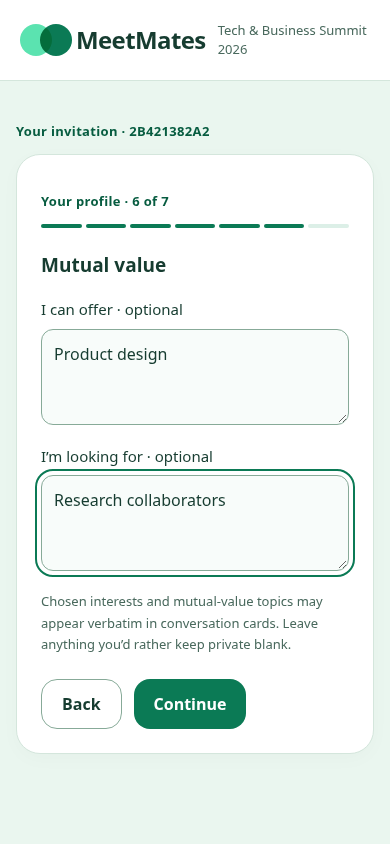 MeetMates
Tech & Business Summit
2026
Your invitation · 2B421382A2
Your profile · 6 of 7
Mutual value
I can offer · optional
Product design
I’m looking for · optional
Research collaborators
Chosen interests and mutual-value topics may
appear verbatim in conversation cards. Leave
anything you’d rather keep private blank.
Back
Continue